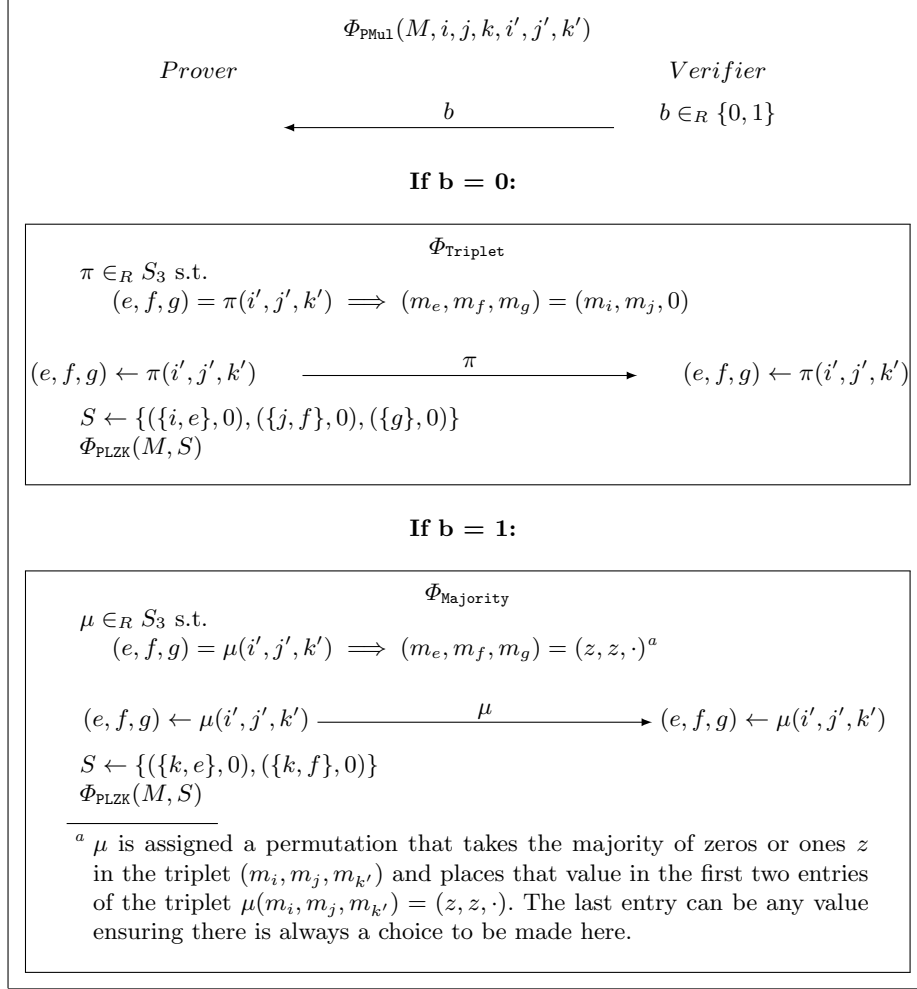 Φ_PMul(M, i, j, k, i′, j′, k′)
Prover Verifier
b b ∈_R {0, 1}
If b = 0:
Φ_Triplet
π ∈_R S_3 s.t.
(e, f, g) = π(i′, j′, k′) ⟹ (m_e, m_f, m_g) = (m_i, m_j, 0)
(e, f, g) ← π(i′, j′, k′) π (e, f, g) ← π(i′, j′, k′)
S ← {({i, e}, 0), ({j, f}, 0), ({g}, 0)}
Φ_PLZK(M, S)
If b = 1:
Φ_Majority
μ ∈_R S_3 s.t.
(e, f, g) = μ(i′, j′, k′) ⟹ (m_e, m_f, m_g) = (z, z, ·)^a
(e, f, g) ← μ(i′, j′, k′) μ (e, f, g) ← μ(i′, j′, k′)
S ← {({k, e}, 0), ({k, f}, 0)}
Φ_PLZK(M, S)
^a μ is assigned a permutation that takes the majority of zeros or ones z
in the triplet (m_i, m_j, m_k′) and places that value in the first two entries
of the triplet μ(m_i, m_j, m_k′) = (z, z, ·). The last entry can be any value
ensuring there is always a choice to be made here.